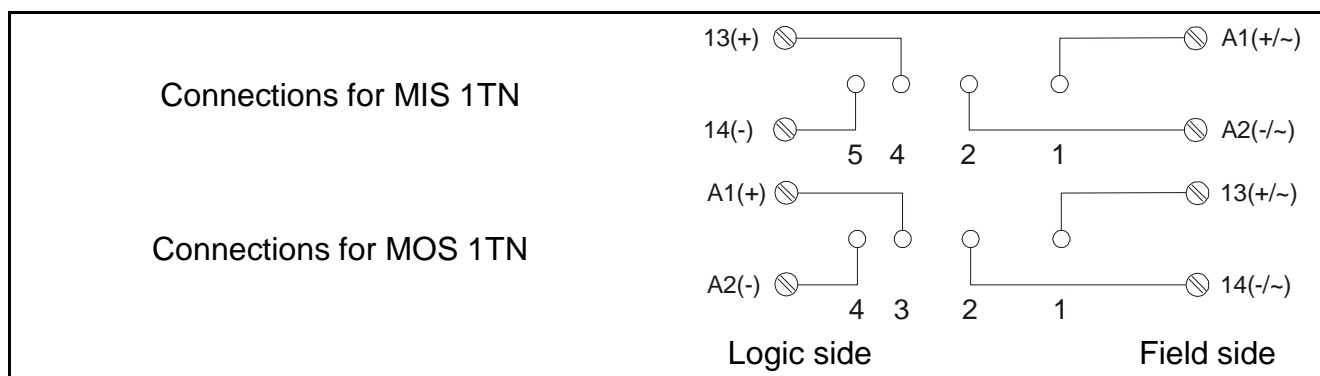 13(+) A1(+/~)
Connections for MIS 1TN
14(-) A2(-/~)
5 4 2 1
A1(+) 13(+/~)
Connections for MOS 1TN
A2(-) 14(-/~)
4 3 2 1
Logic side Field side